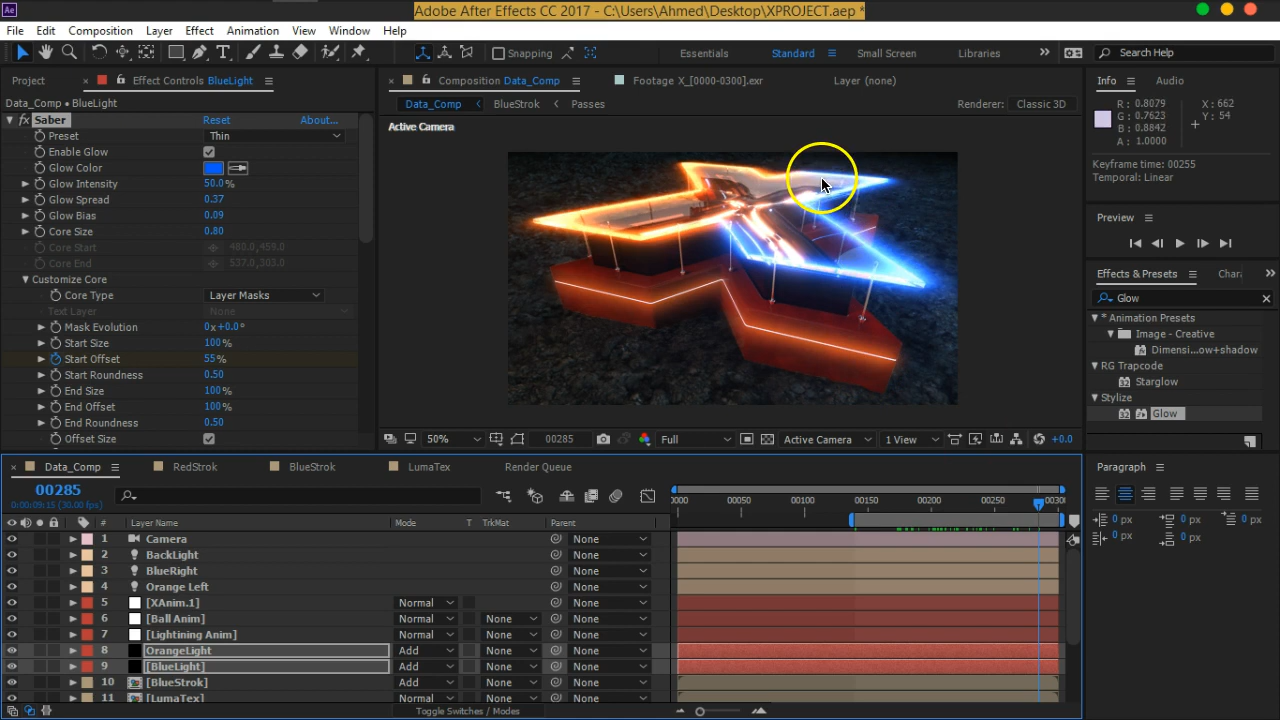 Ae
Adobe After Effects CC 2017 - C:\Users\Ahmed\Desktop\XPROJECT.aep *
File Edit Composition Layer Effect Animation View Window Help
Snapping Essentials Standard Small Screen Libraries Search Help
Project Effect Controls BlueLight
Data_Comp • BlueLight
fx Saber Reset About...
Preset Thin
Enable Glow
Glow Color
Glow Intensity 50.0%
Glow Spread 0.37
Glow Bias 0.09
Core Size 0.80
Core Start 480.0,459.0
Core End 537.0,303.0
Customize Core
Core Type Layer Masks
Text Layer None
Mask Evolution 0x+0.0°
Start Size 100%
Start Offset 55%
Start Roundness 0.50
End Size 100%
End Offset 100%
End Roundness 0.50
Offset Size
Composition Data_Comp Footage X_[0000-0300].exr Layer (none)
Data_Comp BlueStrok Passes Renderer: Classic 3D
Active Camera
50% 00285 Full Active Camera 1 View +0.0
Info Audio
R : 0.8079 X : 662
G : 0.7623 Y : 54
B : 0.8842
A : 1.0000
Keyframe time: 00255
Temporal: Linear
Preview
Effects & Presets Chara
Glow
* Animation Presets
Image - Creative
Dimensi...ow+shadow
RG Trapcode
Starglow
Stylize
Glow
Data_Comp RedStrok BlueStrok LumaTex Render Queue
00285
0:00:09:15 (30.00 fps)
0000 00050 00100 00150 00200 00250 0030
# Layer Name Mode T TrkMat Parent
1 Camera None
2 BackLight None
3 BlueRight None
4 Orange Left None
5 [XAnim.1] Normal None
6 [Ball Anim] Normal None None
7 [Lightining Anim] Normal None None
8 OrangeLight Add None None
9 [BlueLight] Add None None
10 [BlueStrok] Add None None
11 [LumaTex] Normal None None
Toggle Switches / Modes
Paragraph
0 px 0 px 0 px
0 px 0 px